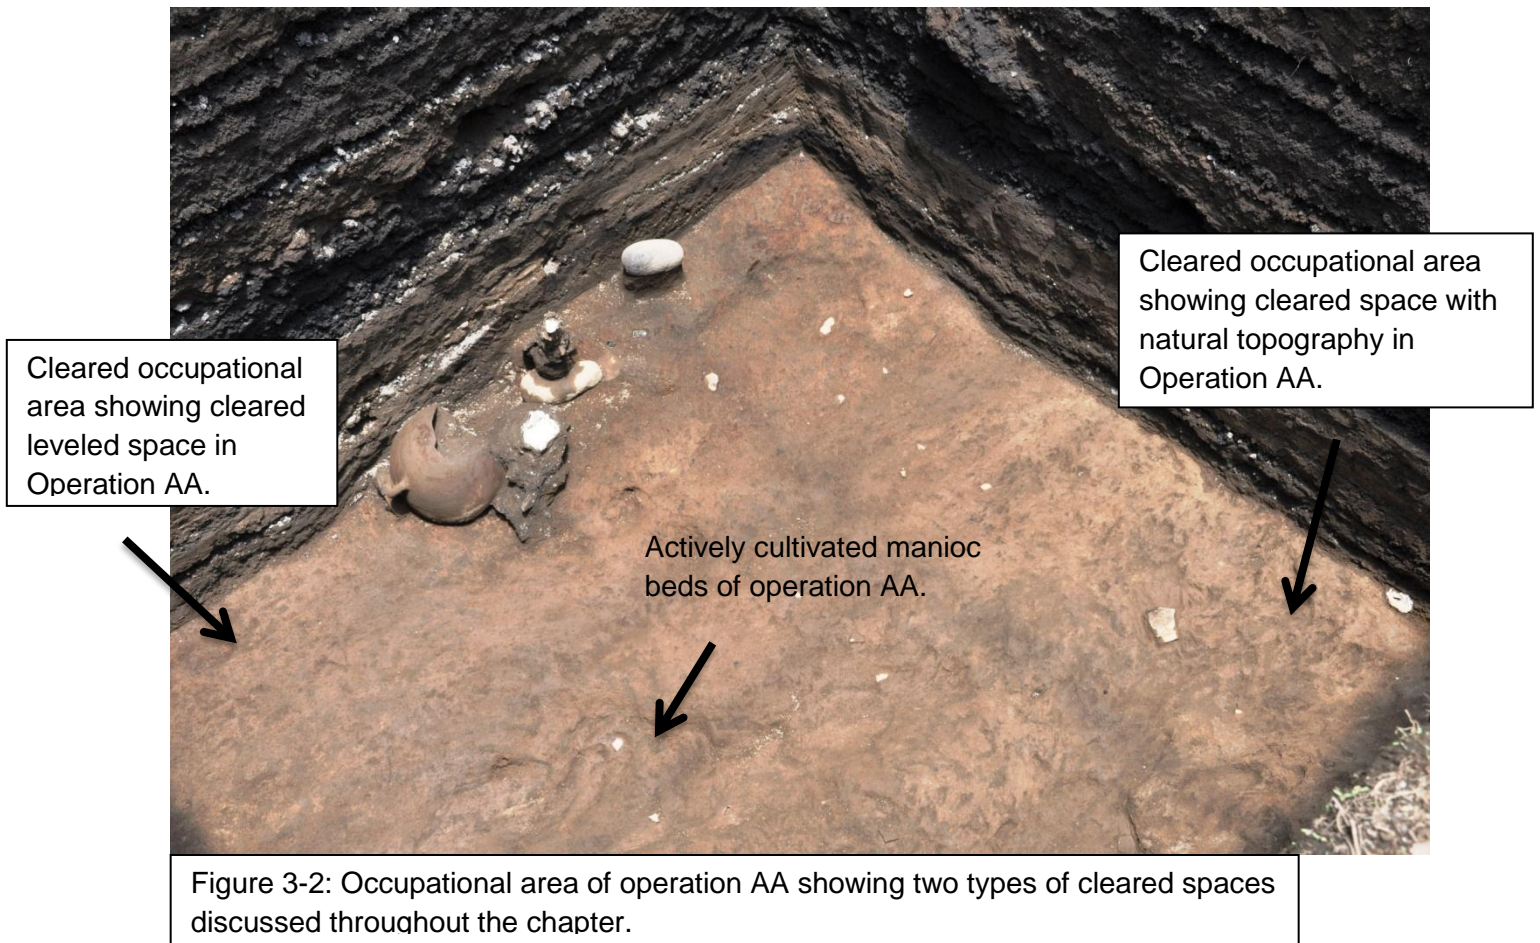 Cleared occupational
area showing cleared
leveled space in
Operation AA.
Cleared occupational area
showing cleared space with
natural topography in
Operation AA.
Actively cultivated manioc
beds of operation AA.
Figure 3-2: Occupational area of operation AA showing two types of cleared spaces
discussed throughout the chapter.